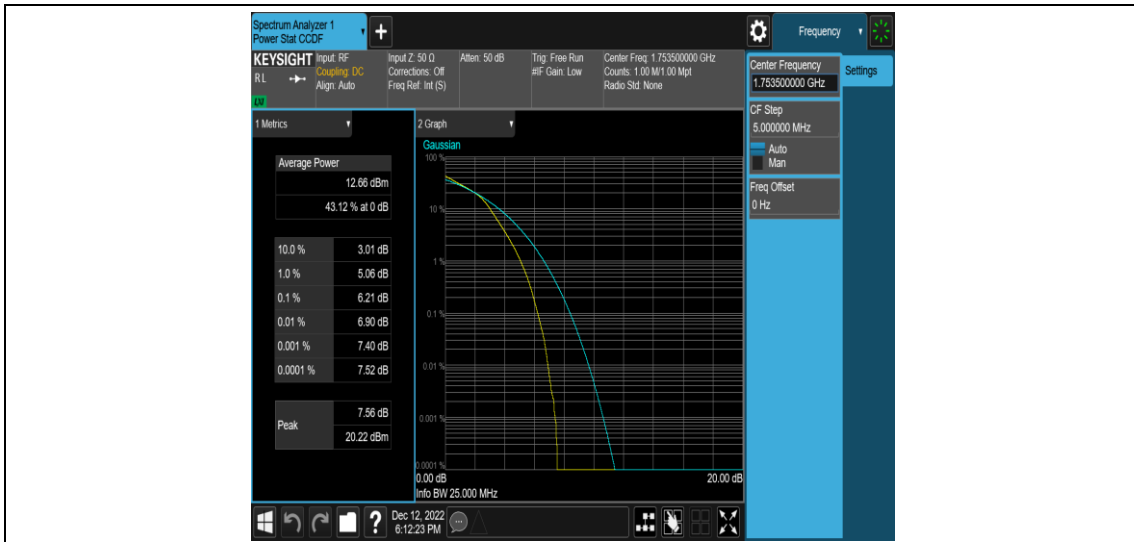 Spectrum Analyzer 1
Power Stat CCDF
+
Frequency
KEYSIGHT
RL
LXI
Input: RF
Coupling: DC
Align: Auto
Input Z: 50 Ω
Corrections: Off
Freq Ref: Int (S)
Atten: 50 dB
Trig: Free Run
#IF Gain: Low
Center Freq: 1.753500000 GHz
Counts: 1.00 M/1.00 Mpt
Radio Std: None
Center Frequency
1.753500000 GHz
Settings
CF Step
5.000000 MHz
Auto
Man
Freq Offset
0 Hz
1 Metrics
Average Power
12.66 dBm
43.12 % at 0 dB
10.0 % 3.01 dB
1.0 % 5.06 dB
0.1 % 6.21 dB
0.01 % 6.90 dB
0.001 % 7.40 dB
0.0001 % 7.52 dB
Peak
7.56 dB
20.22 dBm
2 Graph
Gaussian
100 %
10 %
1 %
0.1 %
0.01 %
0.001 %
0.0001 %
0.00 dB 20.00 dB
Info BW 25.000 MHz
?
Dec 12, 2022
6:12:23 PM